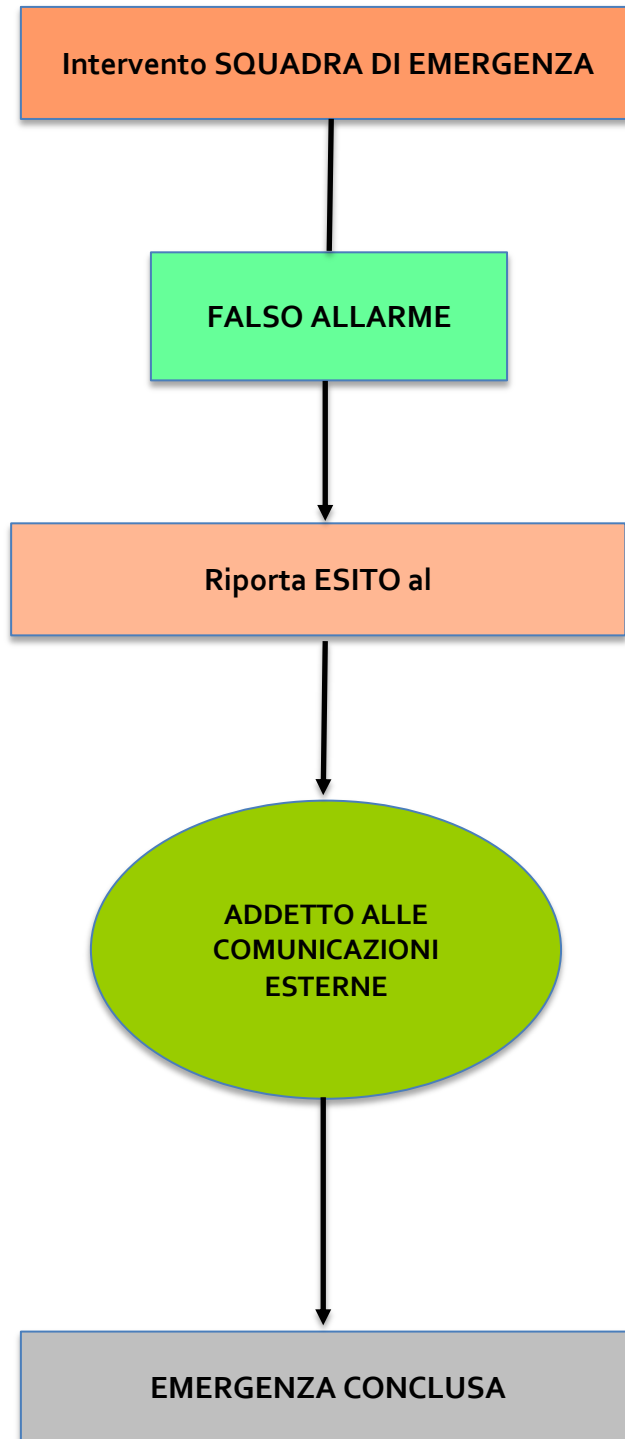 Intervento SQUADRA DI EMERGENZA
FALSO ALLARME
Riporta ESITO al
ADDETTO ALLE
COMUNICAZIONI
ESTERNE
EMERGENZA CONCLUSA